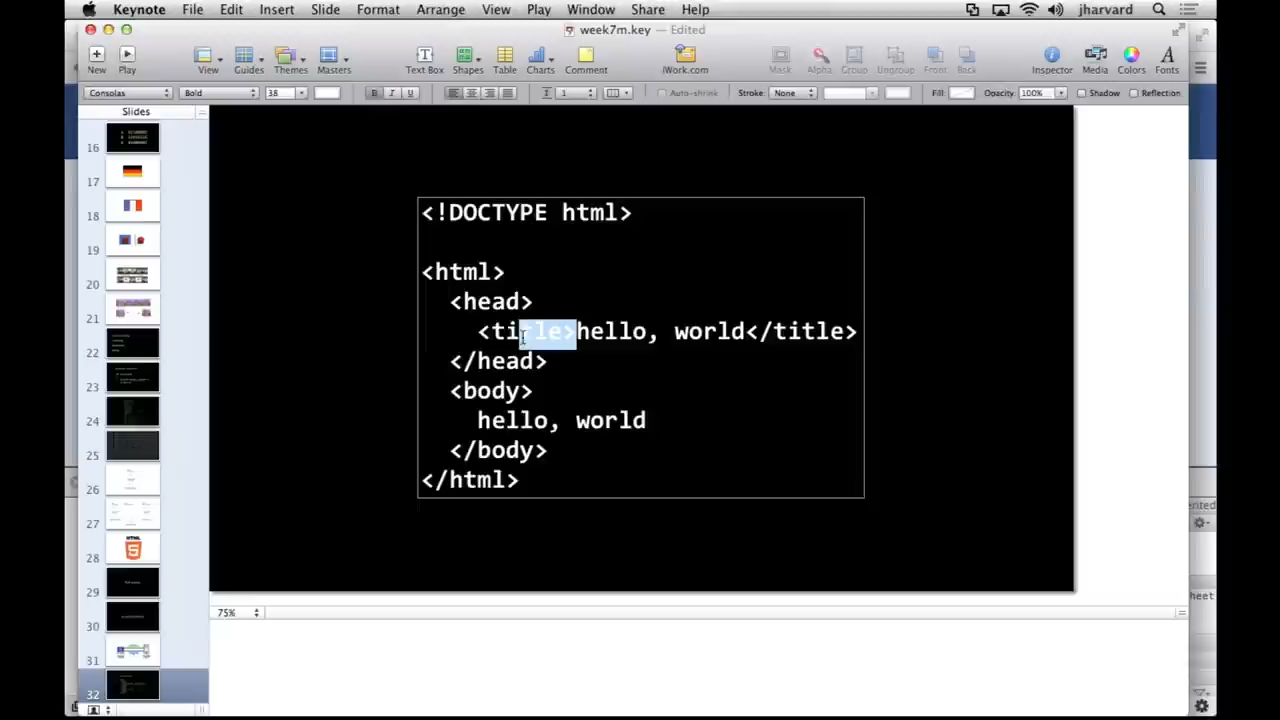 Keynote File Edit Insert Slide Format Arrange View Play Window Share Help jharvard
week7m.key — Edited
New Play View Guides Themes Masters Text Box Shapes Table Charts Comment iWork.com Mask Alpha Group Ungroup Front Back Inspector Media Colors Fonts
Consolas Bold 38 B I U 1 Auto-shrink Stroke: None Fill: Opacity: 100% Shadow Reflection
Slides
16
17
18
19
20
21
22
23
24
25
26
27
28
29
30
31
32
<!DOCTYPE html>
<html>
<head>
<title>hello, world</title>
</head>
<body>
hello, world
</body>
</html>
75%